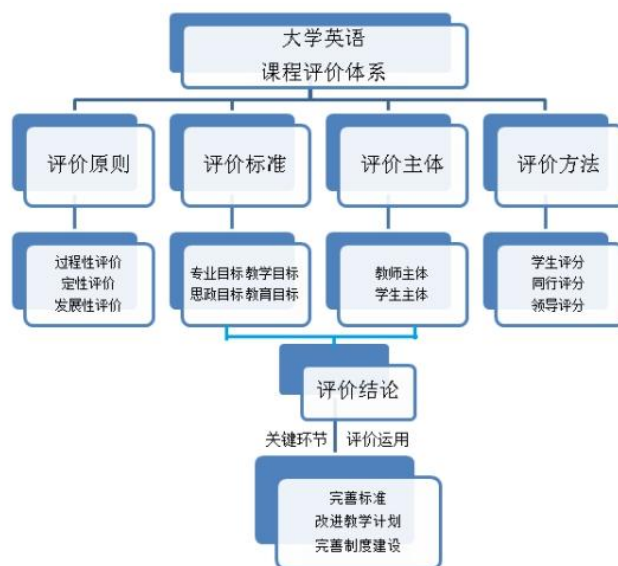 大学英语
课程评价体系
评价原则
评价标准
评价主体
评价方法
过程性评价
定性评价
发展性评价
专业目标 教学目标
思政目标 教育目标
教师主体
学生主体
学生评分
同行评分
领导评分
评价结论
关键环节 评价运用
完善标准
改进教学计划
完善制度建设